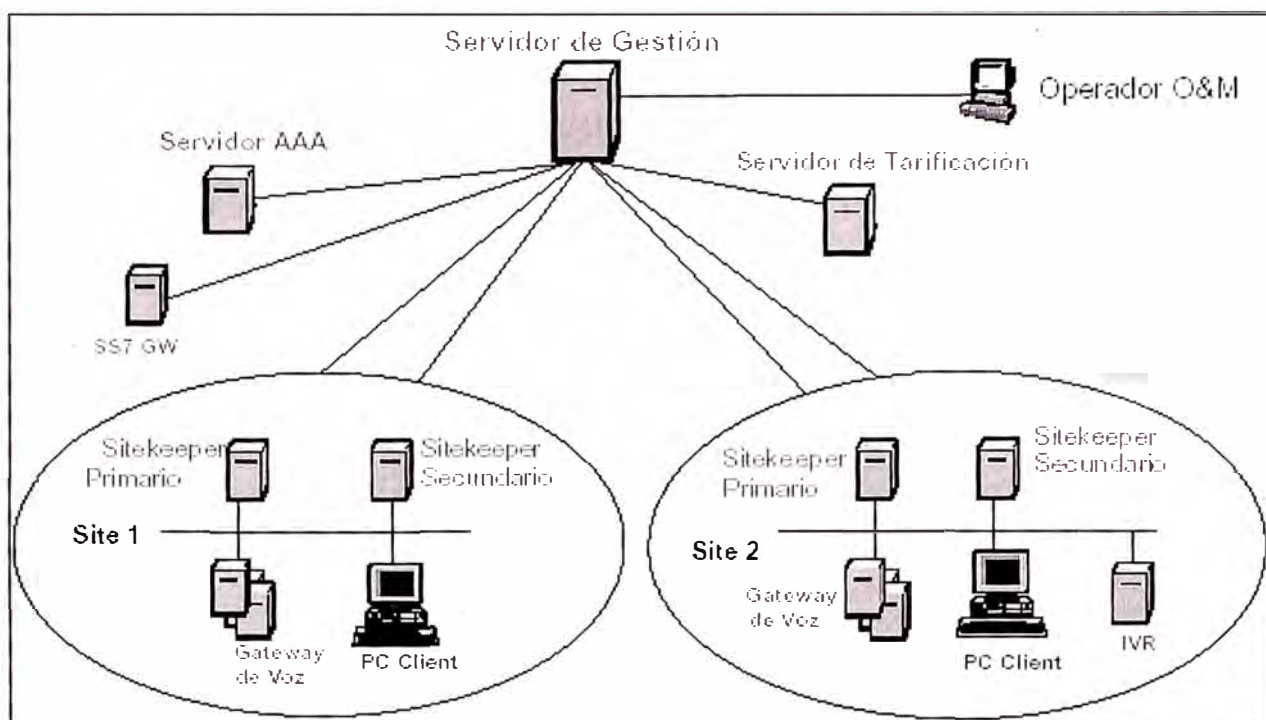 Servidor de Gestión
Operador O&M
Servidor AAA
Servidor de Tarificación
SS7 GW
Sitekeeper
Primario
Sitekeeper
Secundario
Site 1
Gateway
de Voz
PC Client
Sitekeeper
Primario
Sitekeeper
Secundario
Site 2
Gateway
de Voz
PC Client
IVR